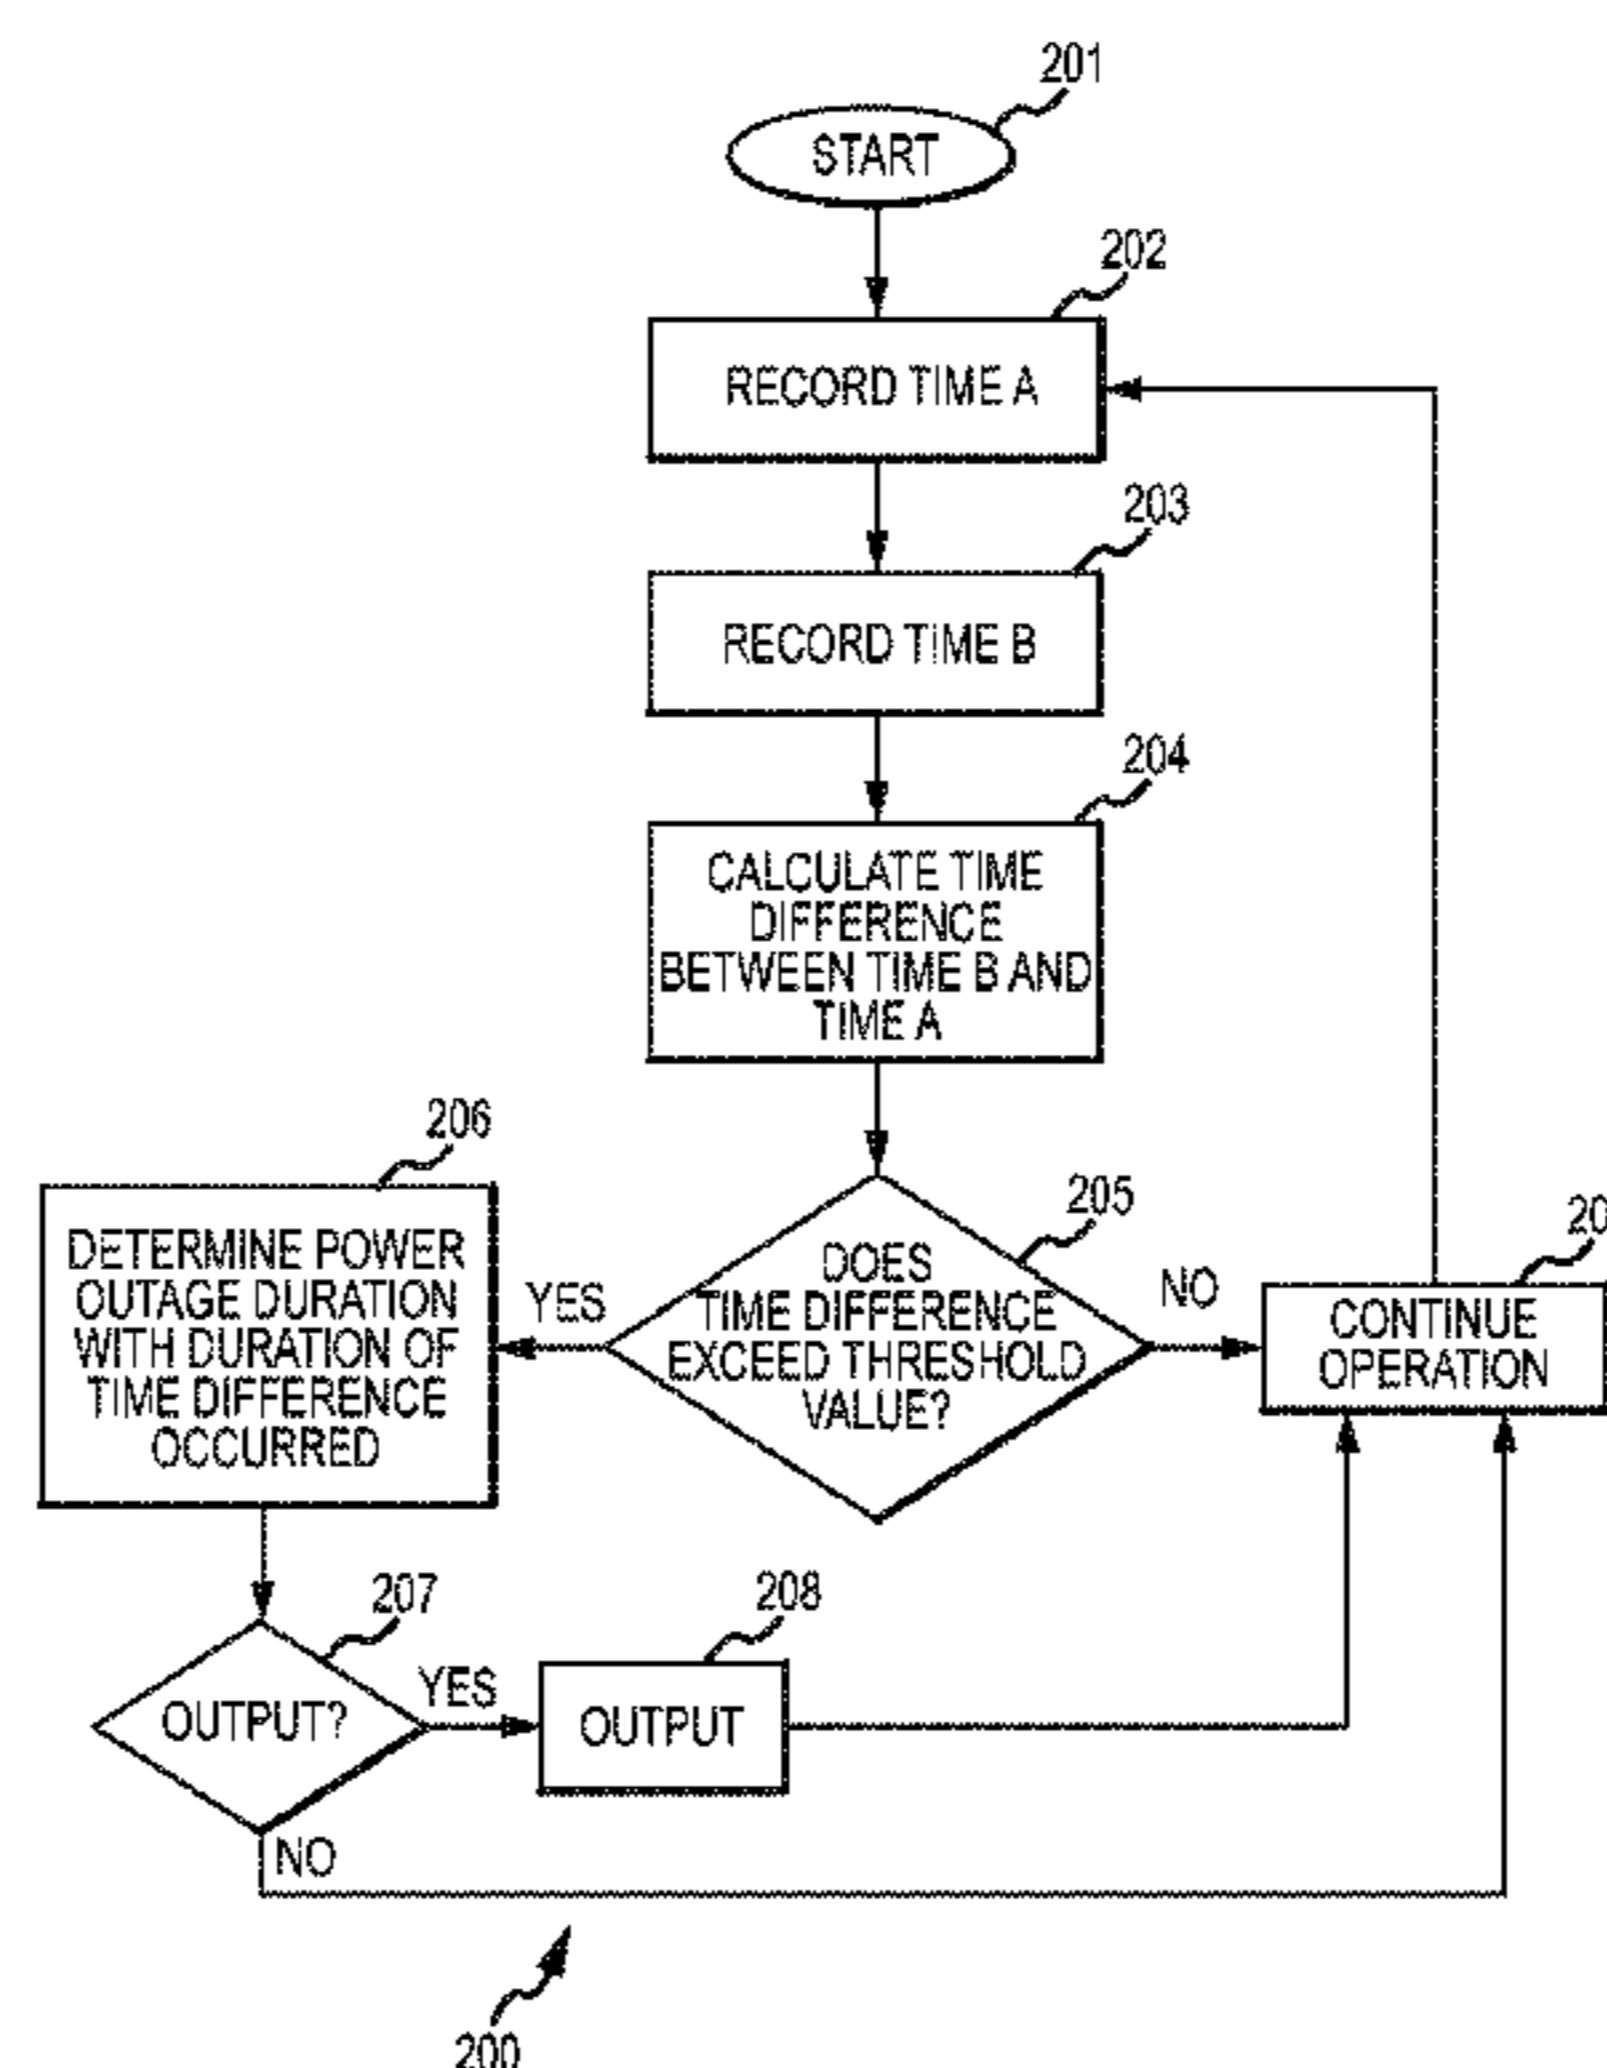 201
START
202
RECORD TIME A
203
RECORD TIME B
204
CALCULATE TIME
DIFFERENCE
BETWEEN TIME B AND
TIME A
206
DETERMINE POWER
OUTAGE DURATION
WITH DURATION OF
TIME DIFFERENCE
OCCURRED
YES
205
DOES
TIME DIFFERENCE
EXCEED THRESHOLD
VALUE?
NO
CONTINUE
OPERATION
207
OUTPUT?
YES
208
OUTPUT
NO
200